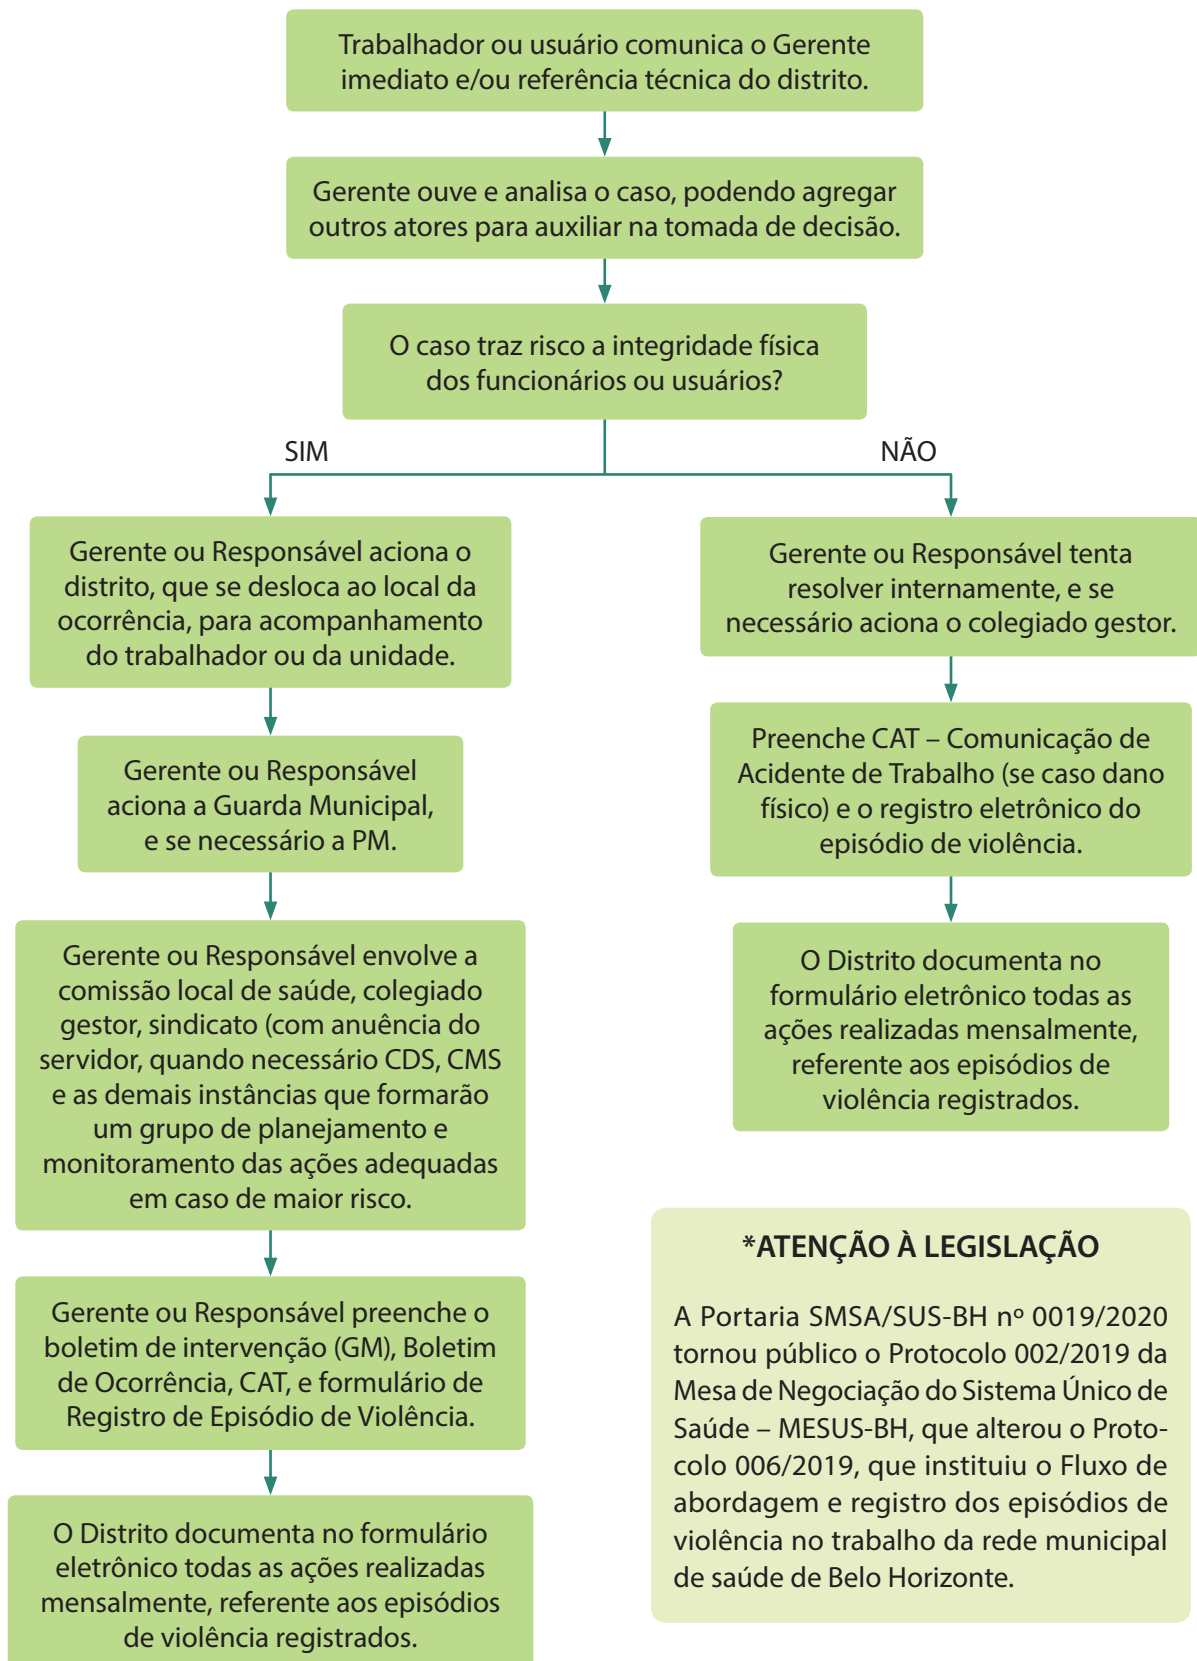 Trabalhador ou usuário comunica o Gerente
imediato e/ou referência técnica do distrito.
Gerente ouve e analisa o caso, podendo agregar
outros atores para auxiliar na tomada de decisão.
O caso traz risco a integridade física
dos funcionários ou usuários?
SIM
NÃO
Gerente ou Responsável aciona o
distrito, que se desloca ao local da
ocorrência, para acompanhamento
do trabalhador ou da unidade.
Gerente ou Responsável
aciona a Guarda Municipal,
e se necessário a PM.
Gerente ou Responsável envolve a
comissão local de saúde, colegiado
gestor, sindicato (com anuência do
servidor, quando necessário CDS, CMS
e as demais instâncias que formarão
um grupo de planejamento e
monitoramento das ações adequadas
em caso de maior risco.
Gerente ou Responsável preenche o
boletim de intervenção (GM), Boletim
de Ocorrência, CAT, e formulário de
Registro de Episódio de Violência.
O Distrito documenta no formulário
eletrônico todas as ações realizadas
mensalmente, referente aos episódios
de violência registrados.
Gerente ou Responsável tenta
resolver internamente, e se
necessário aciona o colegiado gestor.
Preenche CAT – Comunicação de
Acidente de Trabalho (se caso dano
físico) e o registro eletrônico do
episódio de violência.
O Distrito documenta no
formulário eletrônico todas as
ações realizadas mensalmente,
referente aos episódios de
violência registrados.
*ATENÇÃO À LEGISLAÇÃO
A Portaria SMSA/SUS-BH nº 0019/2020
tornou público o Protocolo 002/2019 da
Mesa de Negociação do Sistema Único de
Saúde – MESUS-BH, que alterou o Proto-
colo 006/2019, que instituiu o Fluxo de
abordagem e registro dos episódios de
violência no trabalho da rede municipal
de saúde de Belo Horizonte.